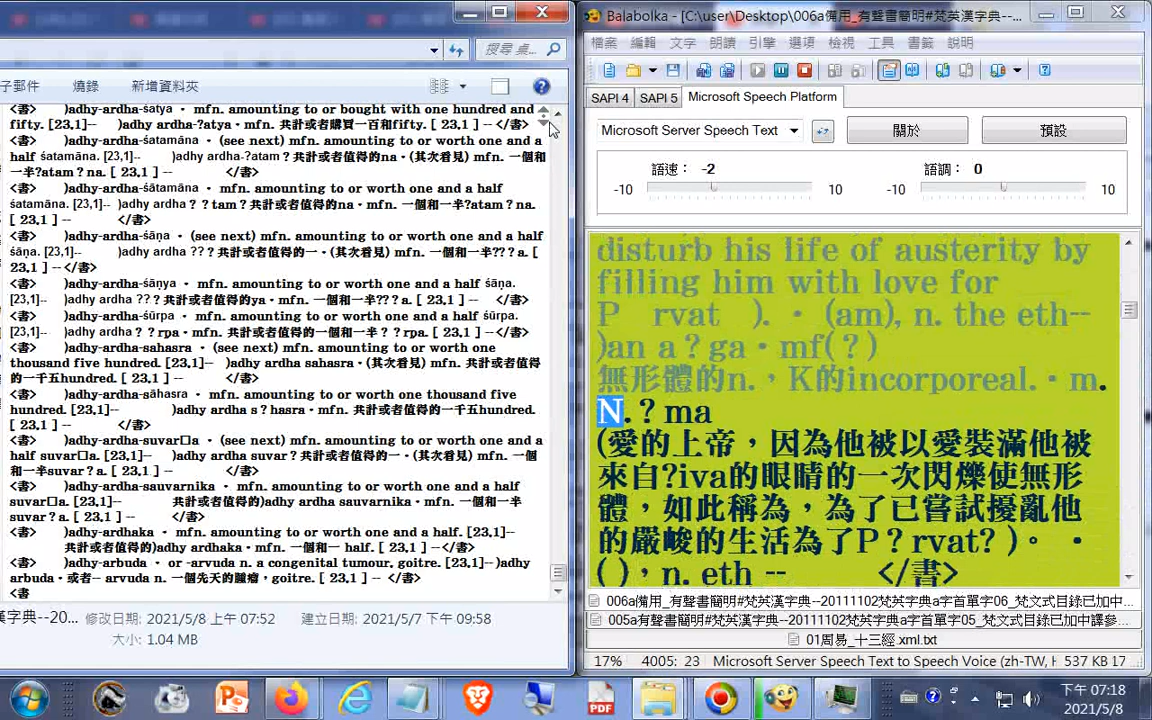 搜尋 桌...
子郵件 燒錄 新增資料夾
<書> )adhy-ardha-śatya・mfn. amounting to or bought with one hundred and
fifty. [23,1]-- )adhy ardha-?atya・mfn. 共計或者購買一百和fifty. [ 23,1 ] --</書>
<書> )adhy-ardha-śatamāna・(see next) mfn. amounting to or worth one and a
half śatamāna. [23,1]-- )adhy ardha-?atam？共計或者值得的na・(其次看見) mfn. 一個和
一半?atam？na. [ 23,1 ] -- </書>
<書> )adhy-ardha-śātamāna・mfn. amounting to or worth one and a half
śatamana. [23,1]-- )adhy ardha？？tam？共計或者值得的na・mfn. 一個和一半?atam？na.
[ 23,1 ] -- </書>
<書> )adhy-ardha-śāṇa・(see next) mfn. amounting to or worth one and a half
śāṇa. [23,1]-- )adhy ardha ??？共計或者值得的一・(其次看見) mfn. 一個和一半???a. [
23,1 ] --</書>
<書> )adhy-ardha-śāṇya・mfn. amounting to or worth one and a half śāṇa.
[23,1]-- )adhy ardha ??？共計或者值得的ya・mfn. 一個和一半???a. [ 23,1 ] -- </書>
<書> )adhy-ardha-śūrpa・mfn. amounting to or worth one and a half śūrpa.
[23,1]-- )adhy ardha？？rpa・mfn. 共計或者值得的一個和一半？？rpa. [ 23,1 ] -- </書>
<書> )adhy-ardha-sahasra・(see next) mfn. amounting to or worth one
thousand five hundred. [23,1]-- )adhy ardha sahasra・(其次看見) mfn. 共計或者值得
的一千五hundred. [ 23,1 ] -- </書>
<書> )adhy-ardha-sāhasra・mfn. amounting to or worth one thousand five
hundred. [23,1]-- )adhy ardha s？hasra・mfn. 共計或者值得的一千五hundred.
[ 23,1 ] -- </書>
<書> )adhy-ardha-suvar□a・(see next) mfn. amounting to or worth one and a
half suvar□a. [23,1]-- )adhy ardha suvar？共計或者值得的一・(其次看見) mfn. 一個
和一半suvar？a. [ 23,1 ] -- </書>
<書> )adhy-ardha-sauvarnika・mfn. amounting to or worth one and a half
suvar□a. [23,1]-- 共計或者值得的)adhy ardha sauvarnika・mfn. 一個和一半
suvar？a. [ 23,1 ] -- </書>
<書> )adhy-ardhaka・mfn. amounting to or worth one and a half. [23,1]--
共計或者值得的)adhy ardhaka・mfn. 一個和一 half. [ 23,1 ] --</書>
<書> )adhy-arbuda・or -arvuda n. a congenital tumour, goitre. [23,1]--)adhy
arbuda・或者– arvuda n. 一個先天的腫瘤，goitre. [ 23,1 ] --</書>
<書
漢字典--20... 修改日期: 2021/5/8 上午 07:52 建立日期: 2021/5/7 下午 09:58
大小: 1.04 MB
Balabolka - [C:\user\Desktop\006a備用_有聲書簡明#梵英漢字典--...
檔案 編輯 文字 朗讀 引擎 選項 檢視 工具 書籤 說明
SAPI 4 SAPI 5 Microsoft Speech Platform
Microsoft Server Speech Text 關於 預設
語速: -2 語調: 0
-10 10 -10 10
disturb his life of austerity by
filling him with love for
P rvat ).・(am), n. the eth--
)an a？ga・mf(？)
無形體的n.，K的incorporeal.・m.
N.？ma
(愛的上帝，因為他被以愛裝滿他被
來自?iva的眼睛的一次閃爍使無形
體，如此稱為，為了已嘗試擾亂他
的嚴峻的生活為了P？rvat? )。 ・
( )，n. eth -- </書>
006a備用_有聲書簡明#梵英漢字典--20111102梵英字典a字首單字06_梵文式目錄已加中...
005a有聲書簡明#梵英漢字典--20111102梵英字典a字首單字05_梵文式目錄已加中譯參...
01周易_十三經.xml.txt
17% 4005: 23 Microsoft Server Speech Text to Speech Voice (zh-TW, H 537 KB 17
PDF
下午 07:18
2021/5/8